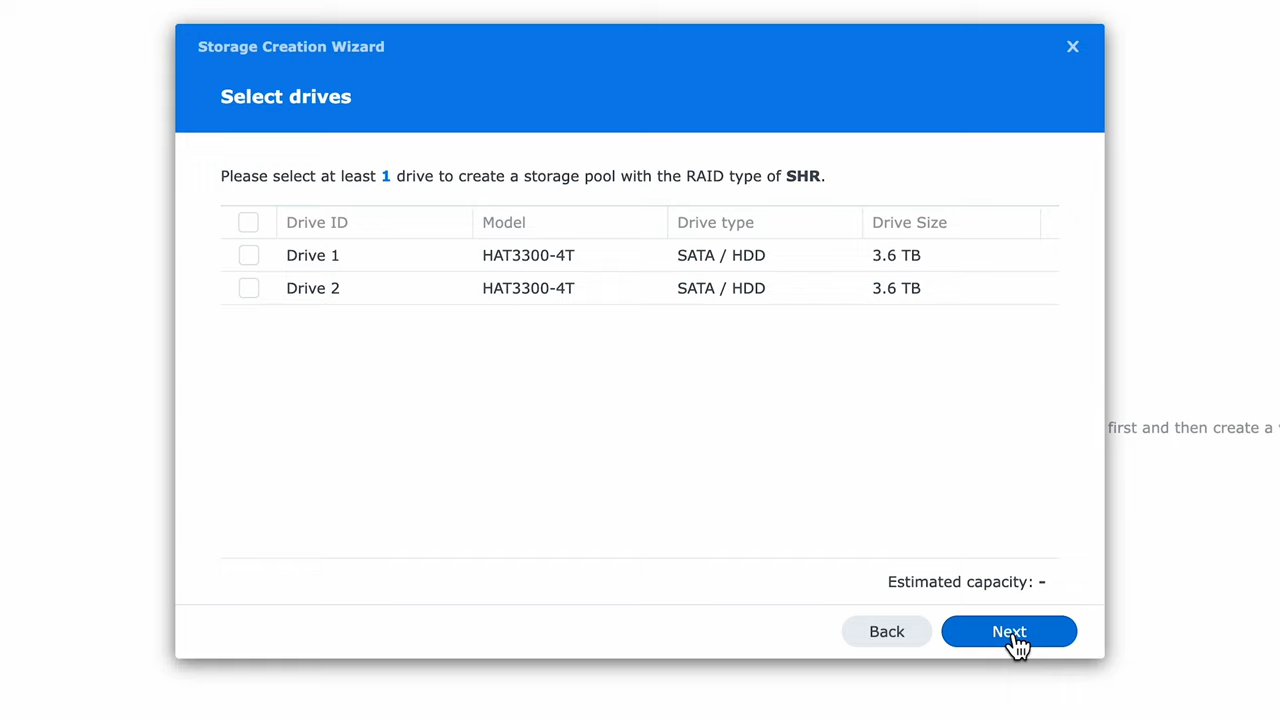 Storage Creation Wizard
Select drives
Please select at least 1 drive to create a storage pool with the RAID type of SHR.
Drive ID Model Drive type Drive Size
Drive 1 HAT3300-4T SATA / HDD 3.6 TB
Drive 2 HAT3300-4T SATA / HDD 3.6 TB
first and then create a
Estimated capacity: -
Back Next